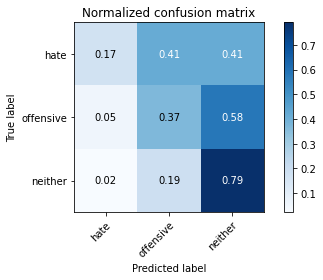 Normalized confusion matrix
True label
hate 0.17 0.41 0.41
offensive 0.05 0.37 0.58
neither 0.02 0.19 0.79
hate offensive neither
Predicted label
0.7
0.6
0.5
0.4
0.3
0.2
0.1